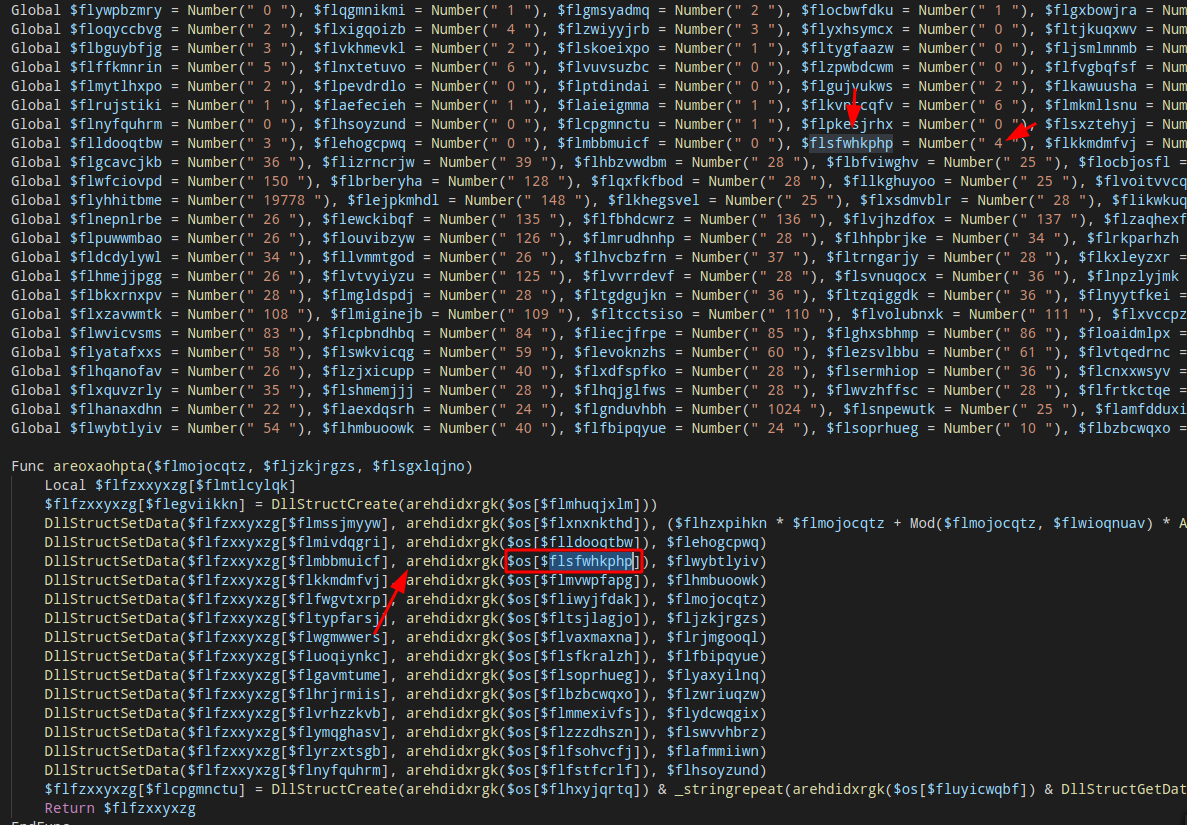 Global $flywpbzmry = Number(" 0 "), $flqgmnikmi = Number(" 1 "), $flgmsyadmq = Number(" 2 "), $flocbwfdku = Number(" 1 "), $flgxbowjra = Num
Global $floqyccbvg = Number(" 2 "), $flxigqoizb = Number(" 4 "), $flzwiyyjrb = Number(" 3 "), $flyxhsymcx = Number(" 0 "), $fltjkuqxwv = Num
Global $flbguybfjg = Number(" 3 "), $flvkhmevkl = Number(" 2 "), $flskoeixpo = Number(" 1 "), $fltygfaazw = Number(" 0 "), $fljsmlmnmb = Num
Global $flffkmnrin = Number(" 5 "), $flnxtetuvo = Number(" 6 "), $flvuvsuzbc = Number(" 0 "), $flzpwbdcwm = Number(" 0 "), $flfvgbqfsf = Num
Global $flmytlhxpo = Number(" 2 "), $flpevdrdlo = Number(" 0 "), $flptdindai = Number(" 0 "), $flgujyukws = Number(" 2 "), $flkawuusha = Num
Global $flrujstiki = Number(" 1 "), $flaefecieh = Number(" 1 "), $flaieigmma = Number(" 1 "), = Number(" 6 "), $flmkmllsnu = Num
Global $flnyfquhrm = Number(" 0 "), $flhsoyzund = Number(" 0 "), $flcpgmnctu = Number(" 1 "), $flpkesjrhx = Number(" 0 "), $flsxztehyj = Num
Global $flldooqtbw = Number(" 3 "), $flehogcpwq = Number(" 0 "), $flmbbmuicf = Number(" 0 "), $flsfwhkphp = Number(" 4 "), $flkkmdmfvj = Num
Global $flgcavcjkb = Number(" 36 "), $flizrncrjw = Number(" 39 "), $flhbzvwdbm = Number(" 28 "), $flbfviwghv = Number(" 25 "), $flocbjosfl =
Global $flwfciovpd = Number(" 150 "), $flbrberyha = Number(" 128 "), $flqxfkfbod = Number(" 28 "), $fllkghuyoo = Number(" 25 "), $flvoitvvcq
Global $flyhhitbme = Number(" 19778 "), $flejpkmhdl = Number(" 148 "), $flkhegsvel = Number(" 25 "), $flxsdmvblr = Number(" 28 "), $flikwkuq
Global $flnepnlrbe = Number(" 26 "), $flewckibqf = Number(" 135 "), $flfbhdcwrz = Number(" 136 "), $flvjhzdfox = Number(" 137 "), $flzaqhexf
Global $flpuwwmbao = Number(" 26 "), $flouvibzyw = Number(" 126 "), $flmrudhnhp = Number(" 28 "), $flhhpbrjke = Number(" 34 "), $flrkparhzh
Global $fldcdylywl = Number(" 34 "), $fllvmmtgod = Number(" 26 "), $flhvcbzfrn = Number(" 37 "), $fltrngarjy = Number(" 28 "), $flkxleyzxr =
Global $flhmejjpgg = Number(" 26 "), $flvtvyiyzu = Number(" 125 "), $flvvrrdevf = Number(" 28 "), $flsvnuqocx = Number(" 36 "), $flnpzlyjmk
Global $flbkxrnxpv = Number(" 28 "), $flmgldspdj = Number(" 28 "), $fltgdgujkn = Number(" 36 "), $fltzqiggdk = Number(" 36 "), $flnyytfkei =
Global $flxzavwmtk = Number(" 108 "), $flmiginejb = Number(" 109 "), $fltcctsiso = Number(" 110 "), $flvolubnxk = Number(" 111 "), $flxvccpz
Global $flwvicvsms = Number(" 83 "), $flcpbndhbq = Number(" 84 "), $fliecjfrpe = Number(" 85 "), $flghxsbhmp = Number(" 86 "), $floaidmlpx =
Global $flyatafxxs = Number(" 58 "), $flswkvicqg = Number(" 59 "), $flevoknzhs = Number(" 60 "), $flezsvlbbu = Number(" 61 "), $flvtqedrnc =
Global $flhqanofav = Number(" 26 "), $flzjxicupp = Number(" 40 "), $flxdfspfko = Number(" 28 "), $flsermhiop = Number(" 36 "), $flcnxxwsyv =
Global $flxquvzrly = Number(" 35 "), $flshmemjjj = Number(" 28 "), $flhqjglfws = Number(" 28 "), $flwvzhffsc = Number(" 28 "), $flfrtkctqe =
Global $flhanaxdhn = Number(" 22 "), $flaexdqsrh = Number(" 24 "), $flgnduvhbh = Number(" 1024 "), $flsnpewutk = Number(" 25 "), $flamfdduxi
Global $flwybtlyiv = Number(" 54 "), $flhmbuoowk = Number(" 40 "), $flfbipqyue = Number(" 24 "), $flsoprhueg = Number(" 10 "), $flbzbcwqxo =
Func areoxaohpta($flmojocqtz, $fljzkjrgzs, $flsgxlqjno)
Local $flfzxxyxzg[$flmtlcylqk]
$flfzxxyxzg[$flegviikkn] = DllStructCreate(arehdidxrgk($os[$flmhuqjxlm]))
DllStructSetData($flfzxxyxzg[$flmssjmyyw], arehdidxrgk($os[$flxnxnkthd]), ($flhzxpihkn * $flmojocqtz + Mod($flmojocqtz, $flwioqnuav) * A
DllStructSetData($flfzxxyxzg[$flmivdqgri], arehdidxrgk($os[$flldooqtbw]), $flehogcpwq)
DllStructSetData($flfzxxyxzg[$flmbbmuicf], arehdidxrgk($os[$flsfwhkphp]), $flwybtlyiv)
DllStructSetData($flfzxxyxzg[$flkkmdmfvj], arehdidxrgk($os[$flmvwpfapg]), $flhmbuoowk)
DllStructSetData($flfzxxyxzg[$flfwgvtxrp], arehdidxrgk($os[$fliwyjfdak]), $flmojocqtz)
DllStructSetData($flfzxxyxzg[$fltypfarsj], arehdidxrgk($os[$fltsjlagjo]), $fljzkjrgzs)
DllStructSetData($flfzxxyxzg[$flwgmwwers], arehdidxrgk($os[$flvaxmaxna]), $flrjmgooql)
DllStructSetData($flfzxxyxzg[$fluoqiynkc], arehdidxrgk($os[$flsfkralzh]), $flfbipqyue)
DllStructSetData($flfzxxyxzg[$flgavmtume], arehdidxrgk($os[$flsoprhueg]), $flyaxyilnq)
DllStructSetData($flfzxxyxzg[$flhrjrmiis], arehdidxrgk($os[$flbzbcwqxo]), $flzwriuqzw)
DllStructSetData($flfzxxyxzg[$flvrhzzkvb], arehdidxrgk($os[$flmmexivfs]), $flydcwqgix)
DllStructSetData($flfzxxyxzg[$flymqghasv], arehdidxrgk($os[$flzzzdhszn]), $flswvvhbrz)
DllStructSetData($flfzxxyxzg[$flyrzxtsgb], arehdidxrgk($os[$flfsohvcfj]), $flafmmiiwn)
DllStructSetData($flfzxxyxzg[$flnyfquhrm], arehdidxrgk($os[$flfstfcrlf]), $flhsoyzund)
$flfzxxyxzg[$flcpgmnctu] = DllStructCreate(arehdidxrgk($os[$flhxyjqrtq]) & _stringrepeat(arehdidxrgk($os[$fluyicwqbf]) & DllStructGetDat
Return $flfzxxyxzg